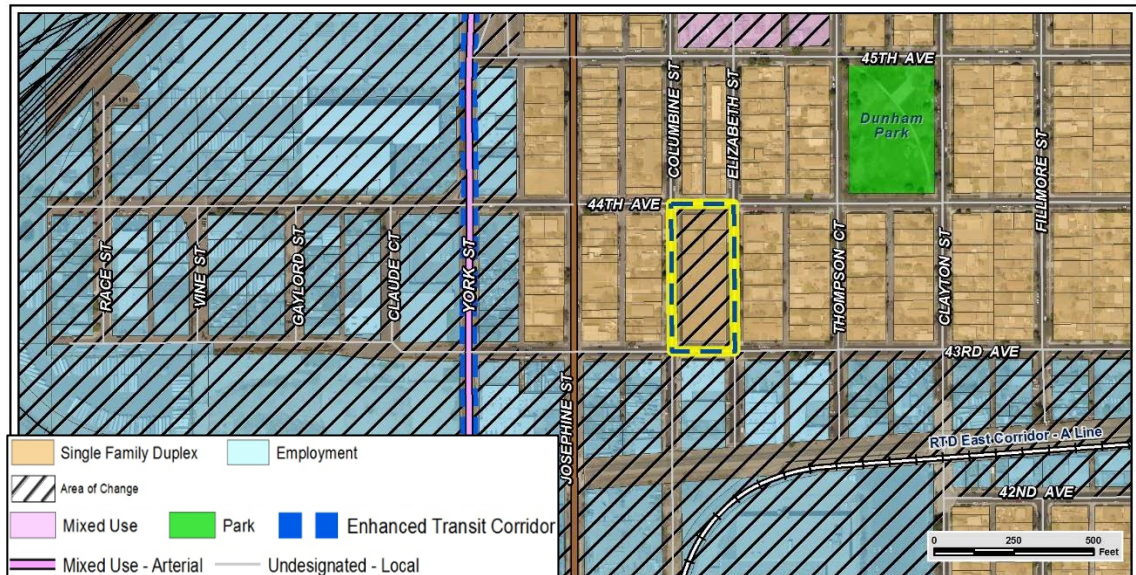 45TH AVE
COLUMBINE ST
ELIZABETH ST
Dunham
Park
FILLMORE ST
44TH AVE
RACE ST
VINE ST
GAYLORD ST
CLAUDE CT
YORK ST
THOMPSON CT
CLAYTON ST
43RD AVE
JOSEPHINE ST
RTD East Corridor - A Line
42ND AVE
Single Family Duplex
Employment
Area of Change
Mixed Use
Park
Enhanced Transit Corridor
Mixed Use - Arterial
Undesignated - Local
0 250 500
Feet